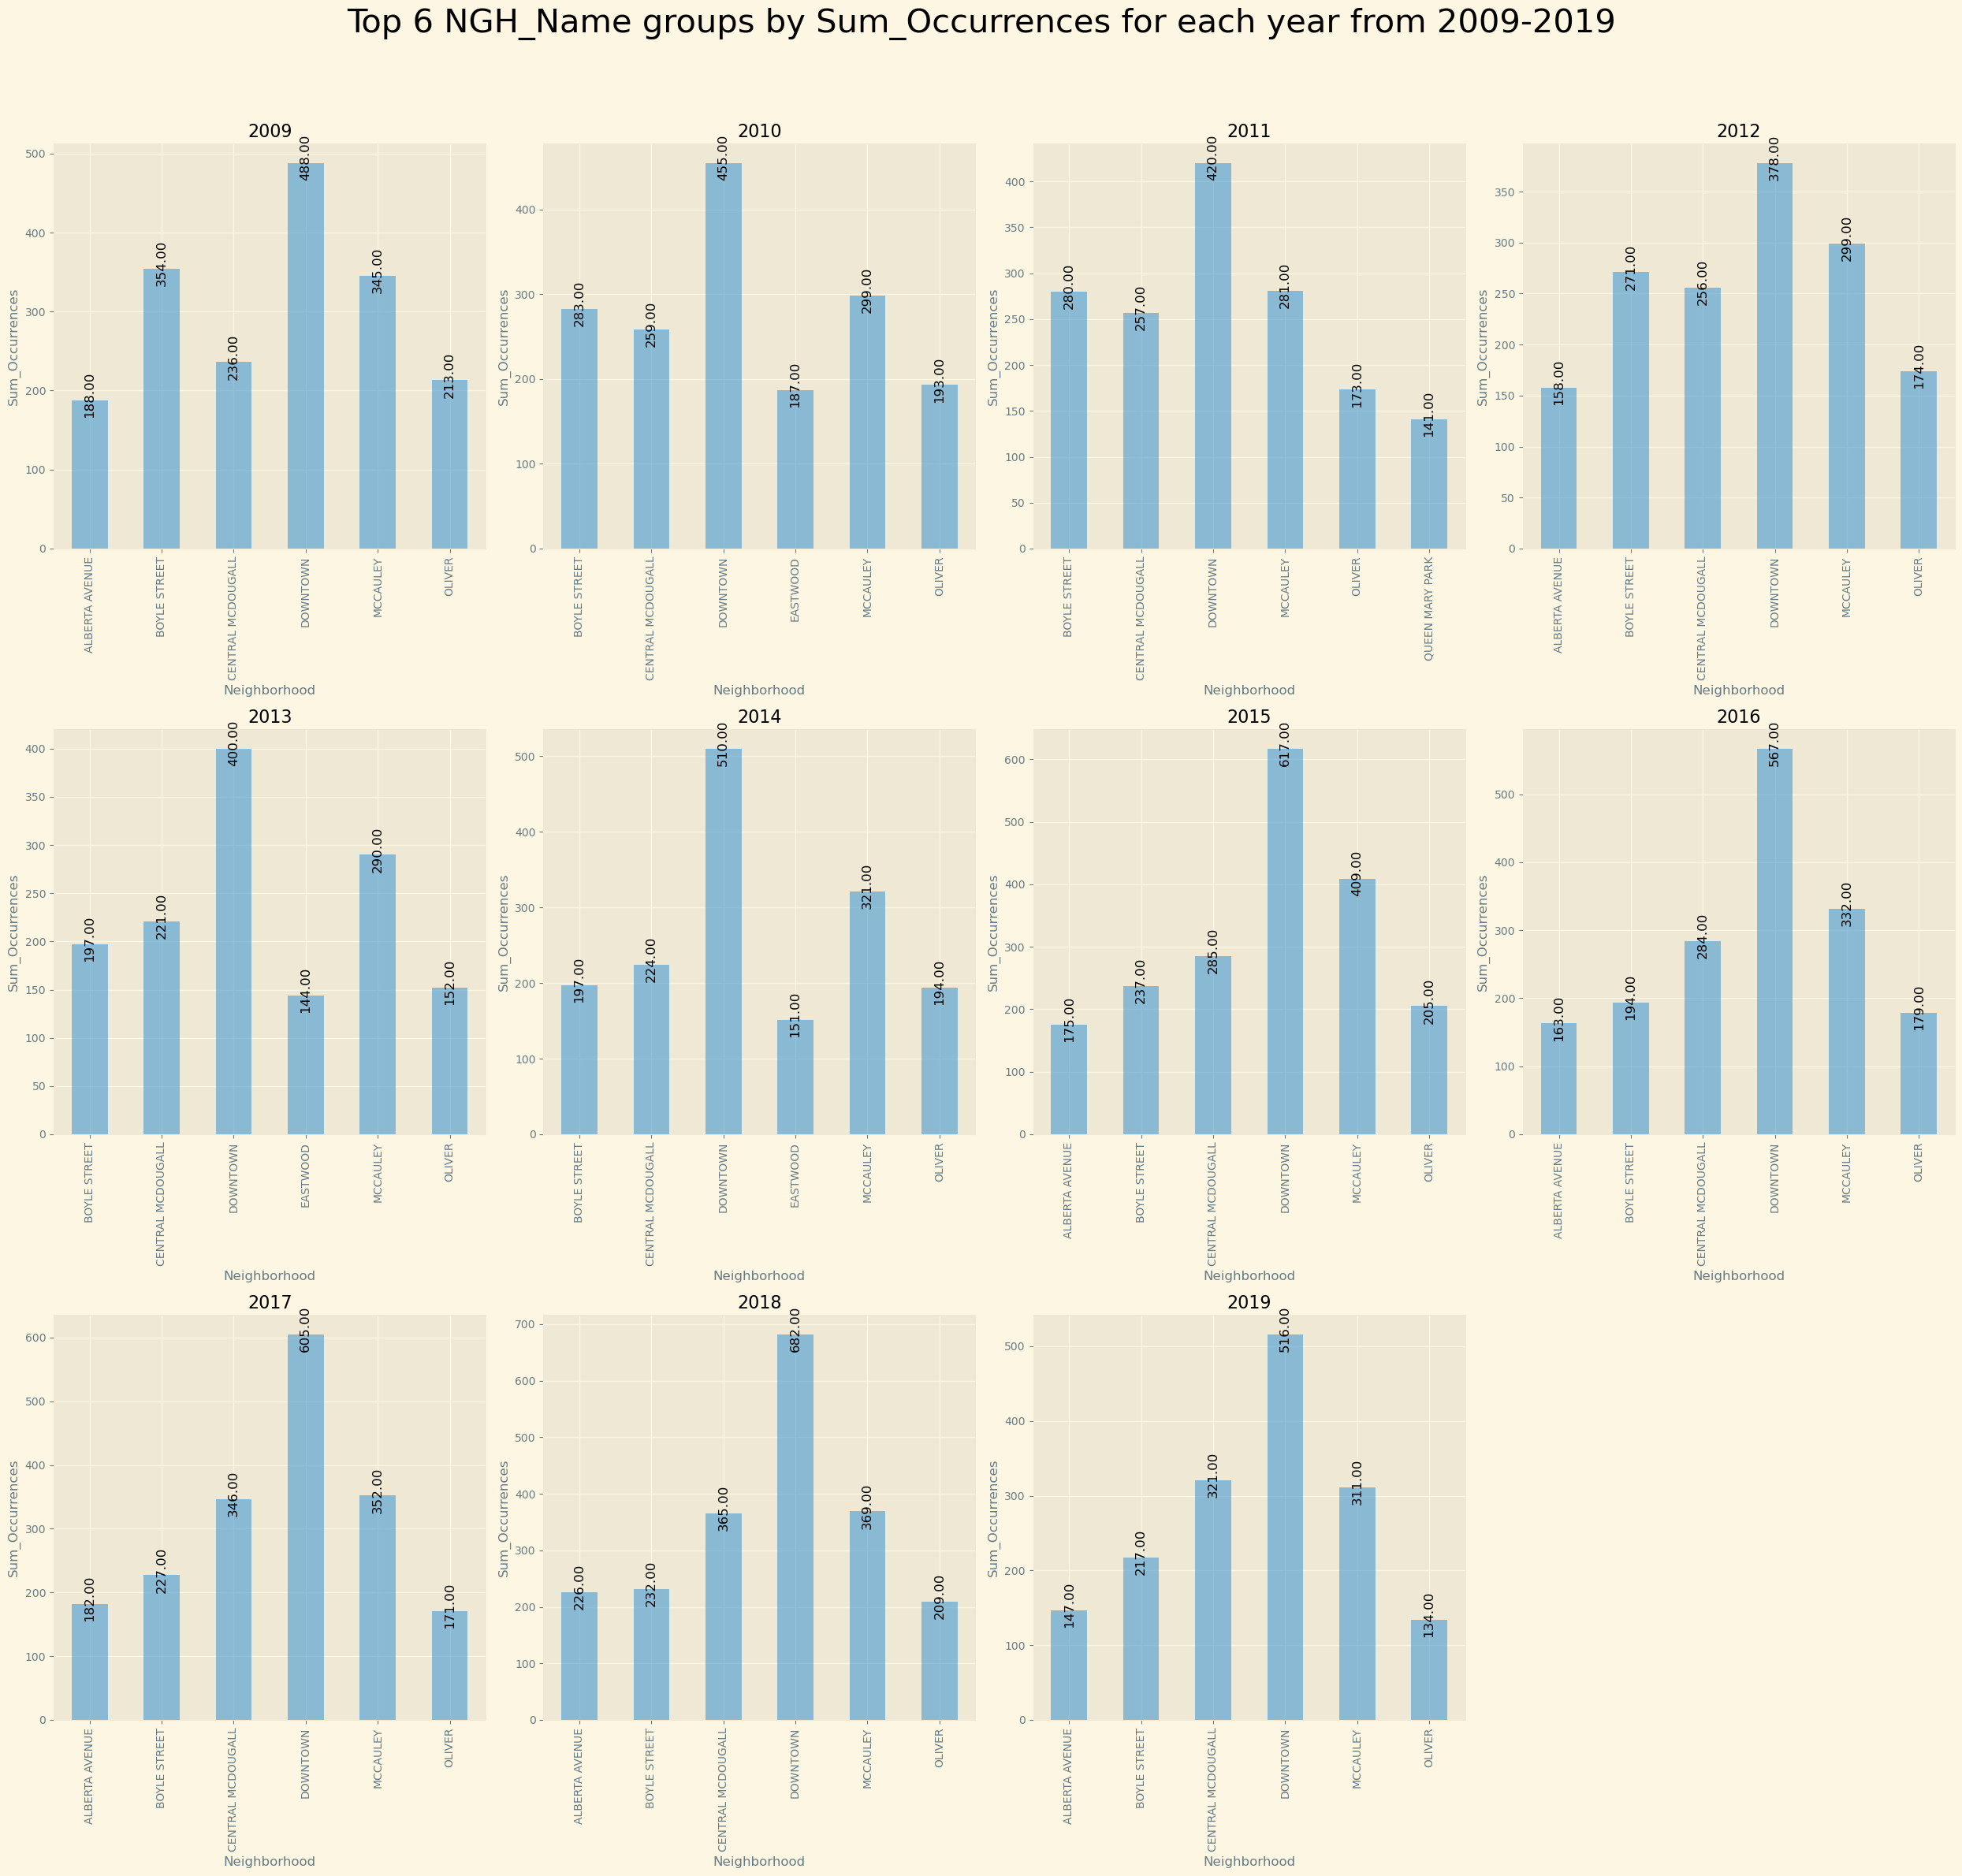 Top 6 NGH_Name groups by Sum_Occurrences for each year from 2009-2019
2009
Sum_Occurrences
500
400
300
200
100
0
188.00
354.00
236.00
488.00
345.00
213.00
ALBERTA AVENUE
BOYLE STREET
CENTRAL MCDOUGALL
DOWNTOWN
MCCAULEY
OLIVER
Neighborhood
2010
Sum_Occurrences
400
300
200
100
0
283.00
259.00
455.00
187.00
299.00
193.00
BOYLE STREET
CENTRAL MCDOUGALL
DOWNTOWN
EASTWOOD
MCCAULEY
OLIVER
Neighborhood
2011
Sum_Occurrences
400
350
300
250
200
150
100
50
0
280.00
257.00
420.00
281.00
173.00
141.00
BOYLE STREET
CENTRAL MCDOUGALL
DOWNTOWN
MCCAULEY
OLIVER
QUEEN MARY PARK
Neighborhood
2012
Sum_Occurrences
350
300
250
200
150
100
50
0
158.00
271.00
256.00
378.00
299.00
174.00
ALBERTA AVENUE
BOYLE STREET
CENTRAL MCDOUGALL
DOWNTOWN
MCCAULEY
OLIVER
Neighborhood
2013
Sum_Occurrences
400
350
300
250
200
150
100
50
0
197.00
221.00
400.00
144.00
290.00
152.00
BOYLE STREET
CENTRAL MCDOUGALL
DOWNTOWN
EASTWOOD
MCCAULEY
OLIVER
Neighborhood
2014
Sum_Occurrences
500
400
300
200
100
0
197.00
224.00
510.00
151.00
321.00
194.00
BOYLE STREET
CENTRAL MCDOUGALL
DOWNTOWN
EASTWOOD
MCCAULEY
OLIVER
Neighborhood
2015
Sum_Occurrences
600
500
400
300
200
100
0
175.00
237.00
285.00
617.00
409.00
205.00
ALBERTA AVENUE
BOYLE STREET
CENTRAL MCDOUGALL
DOWNTOWN
MCCAULEY
OLIVER
Neighborhood
2016
Sum_Occurrences
500
400
300
200
100
0
163.00
194.00
284.00
567.00
332.00
179.00
ALBERTA AVENUE
BOYLE STREET
CENTRAL MCDOUGALL
DOWNTOWN
MCCAULEY
OLIVER
Neighborhood
2017
Sum_Occurrences
600
500
400
300
200
100
0
182.00
227.00
346.00
605.00
352.00
171.00
ALBERTA AVENUE
BOYLE STREET
CENTRAL MCDOUGALL
DOWNTOWN
MCCAULEY
OLIVER
Neighborhood
2018
Sum_Occurrences
700
600
500
400
300
200
100
0
226.00
232.00
365.00
682.00
369.00
209.00
ALBERTA AVENUE
BOYLE STREET
CENTRAL MCDOUGALL
DOWNTOWN
MCCAULEY
OLIVER
Neighborhood
2019
Sum_Occurrences
500
400
300
200
100
0
147.00
217.00
321.00
516.00
311.00
134.00
ALBERTA AVENUE
BOYLE STREET
CENTRAL MCDOUGALL
DOWNTOWN
MCCAULEY
OLIVER
Neighborhood